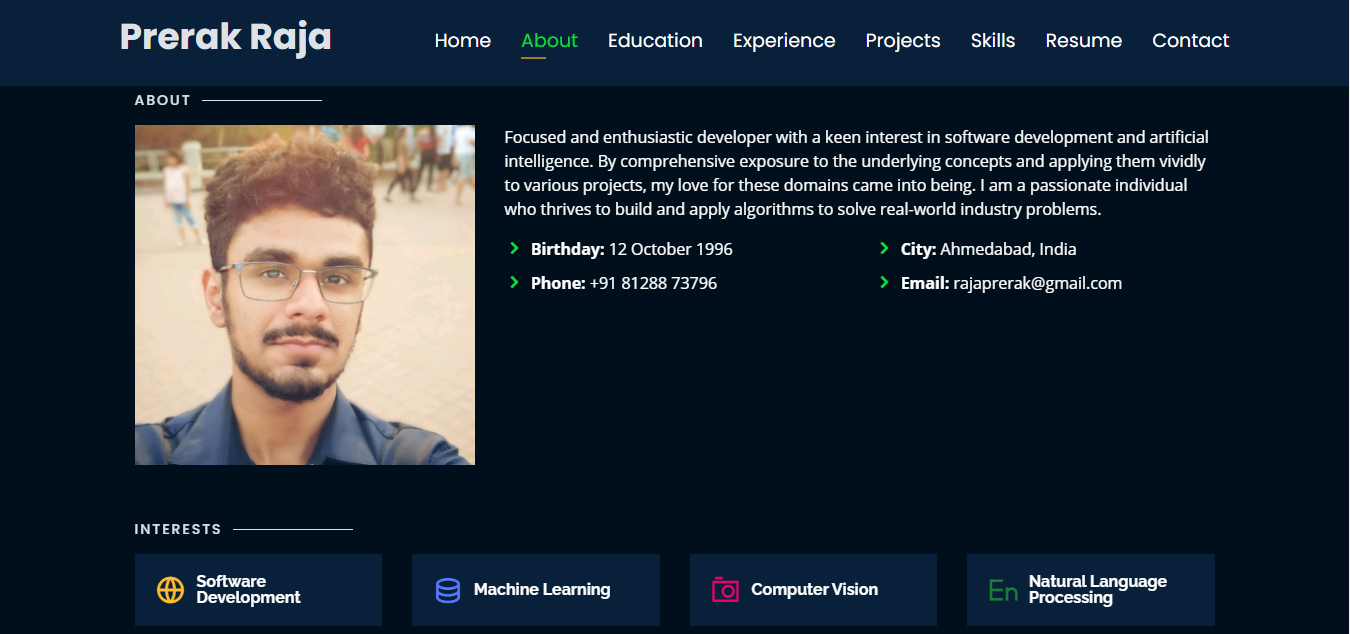 Prerak Raja
Home About Education Experience Projects Skills Resume Contact
ABOUT
Focused and enthusiastic developer with a keen interest in software development and artificial
intelligence. By comprehensive exposure to the underlying concepts and applying them vividly
to various projects, my love for these domains came into being. I am a passionate individual
who thrives to build and apply algorithms to solve real-world industry problems.
Birthday: 12 October 1996
City: Ahmedabad, India
Phone: +91 81288 73796
Email: rajaprerak@gmail.com
INTERESTS
Software
Development
Machine Learning
Computer Vision
En
Natural Language
Processing